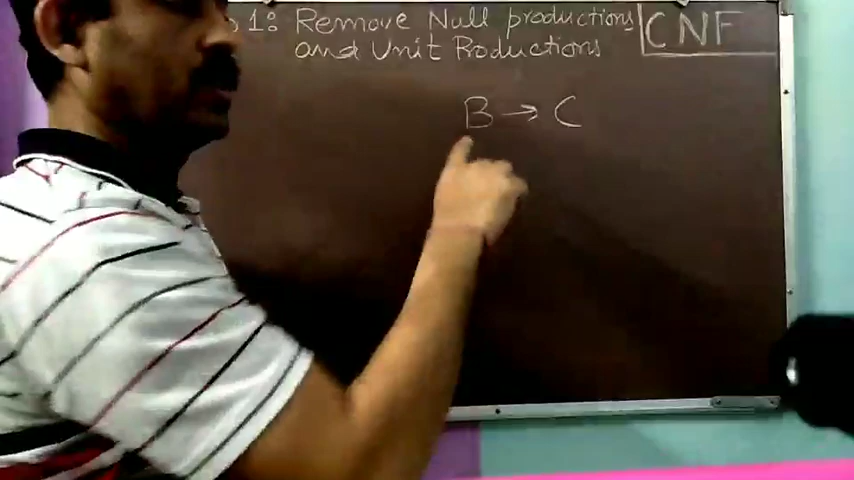 1: Remove Null productions
and Unit Productions
CNF
B → C